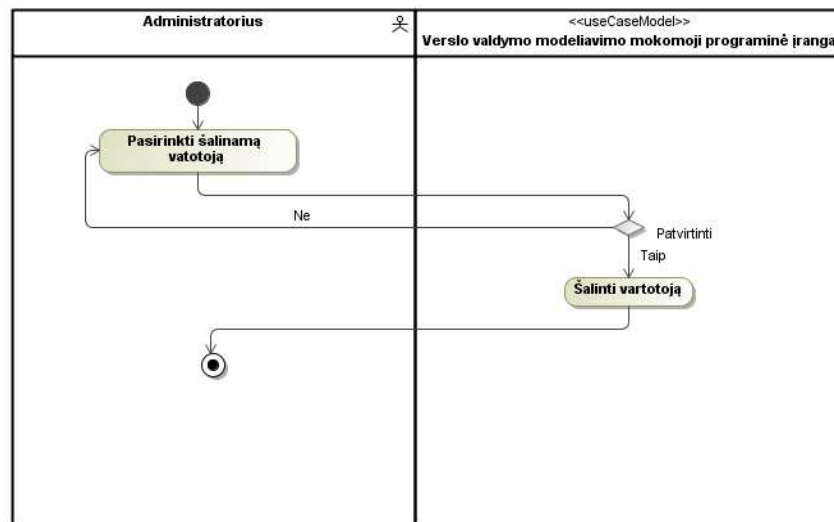 Administratorius
<<useCaseModel>>
Verslo valdymo modeliavimo mokomoji programinė įranga
Pasirinkti šalinamą
vatotoją
Ne
Patvirtinti
Taip
Šalinti vartotoją